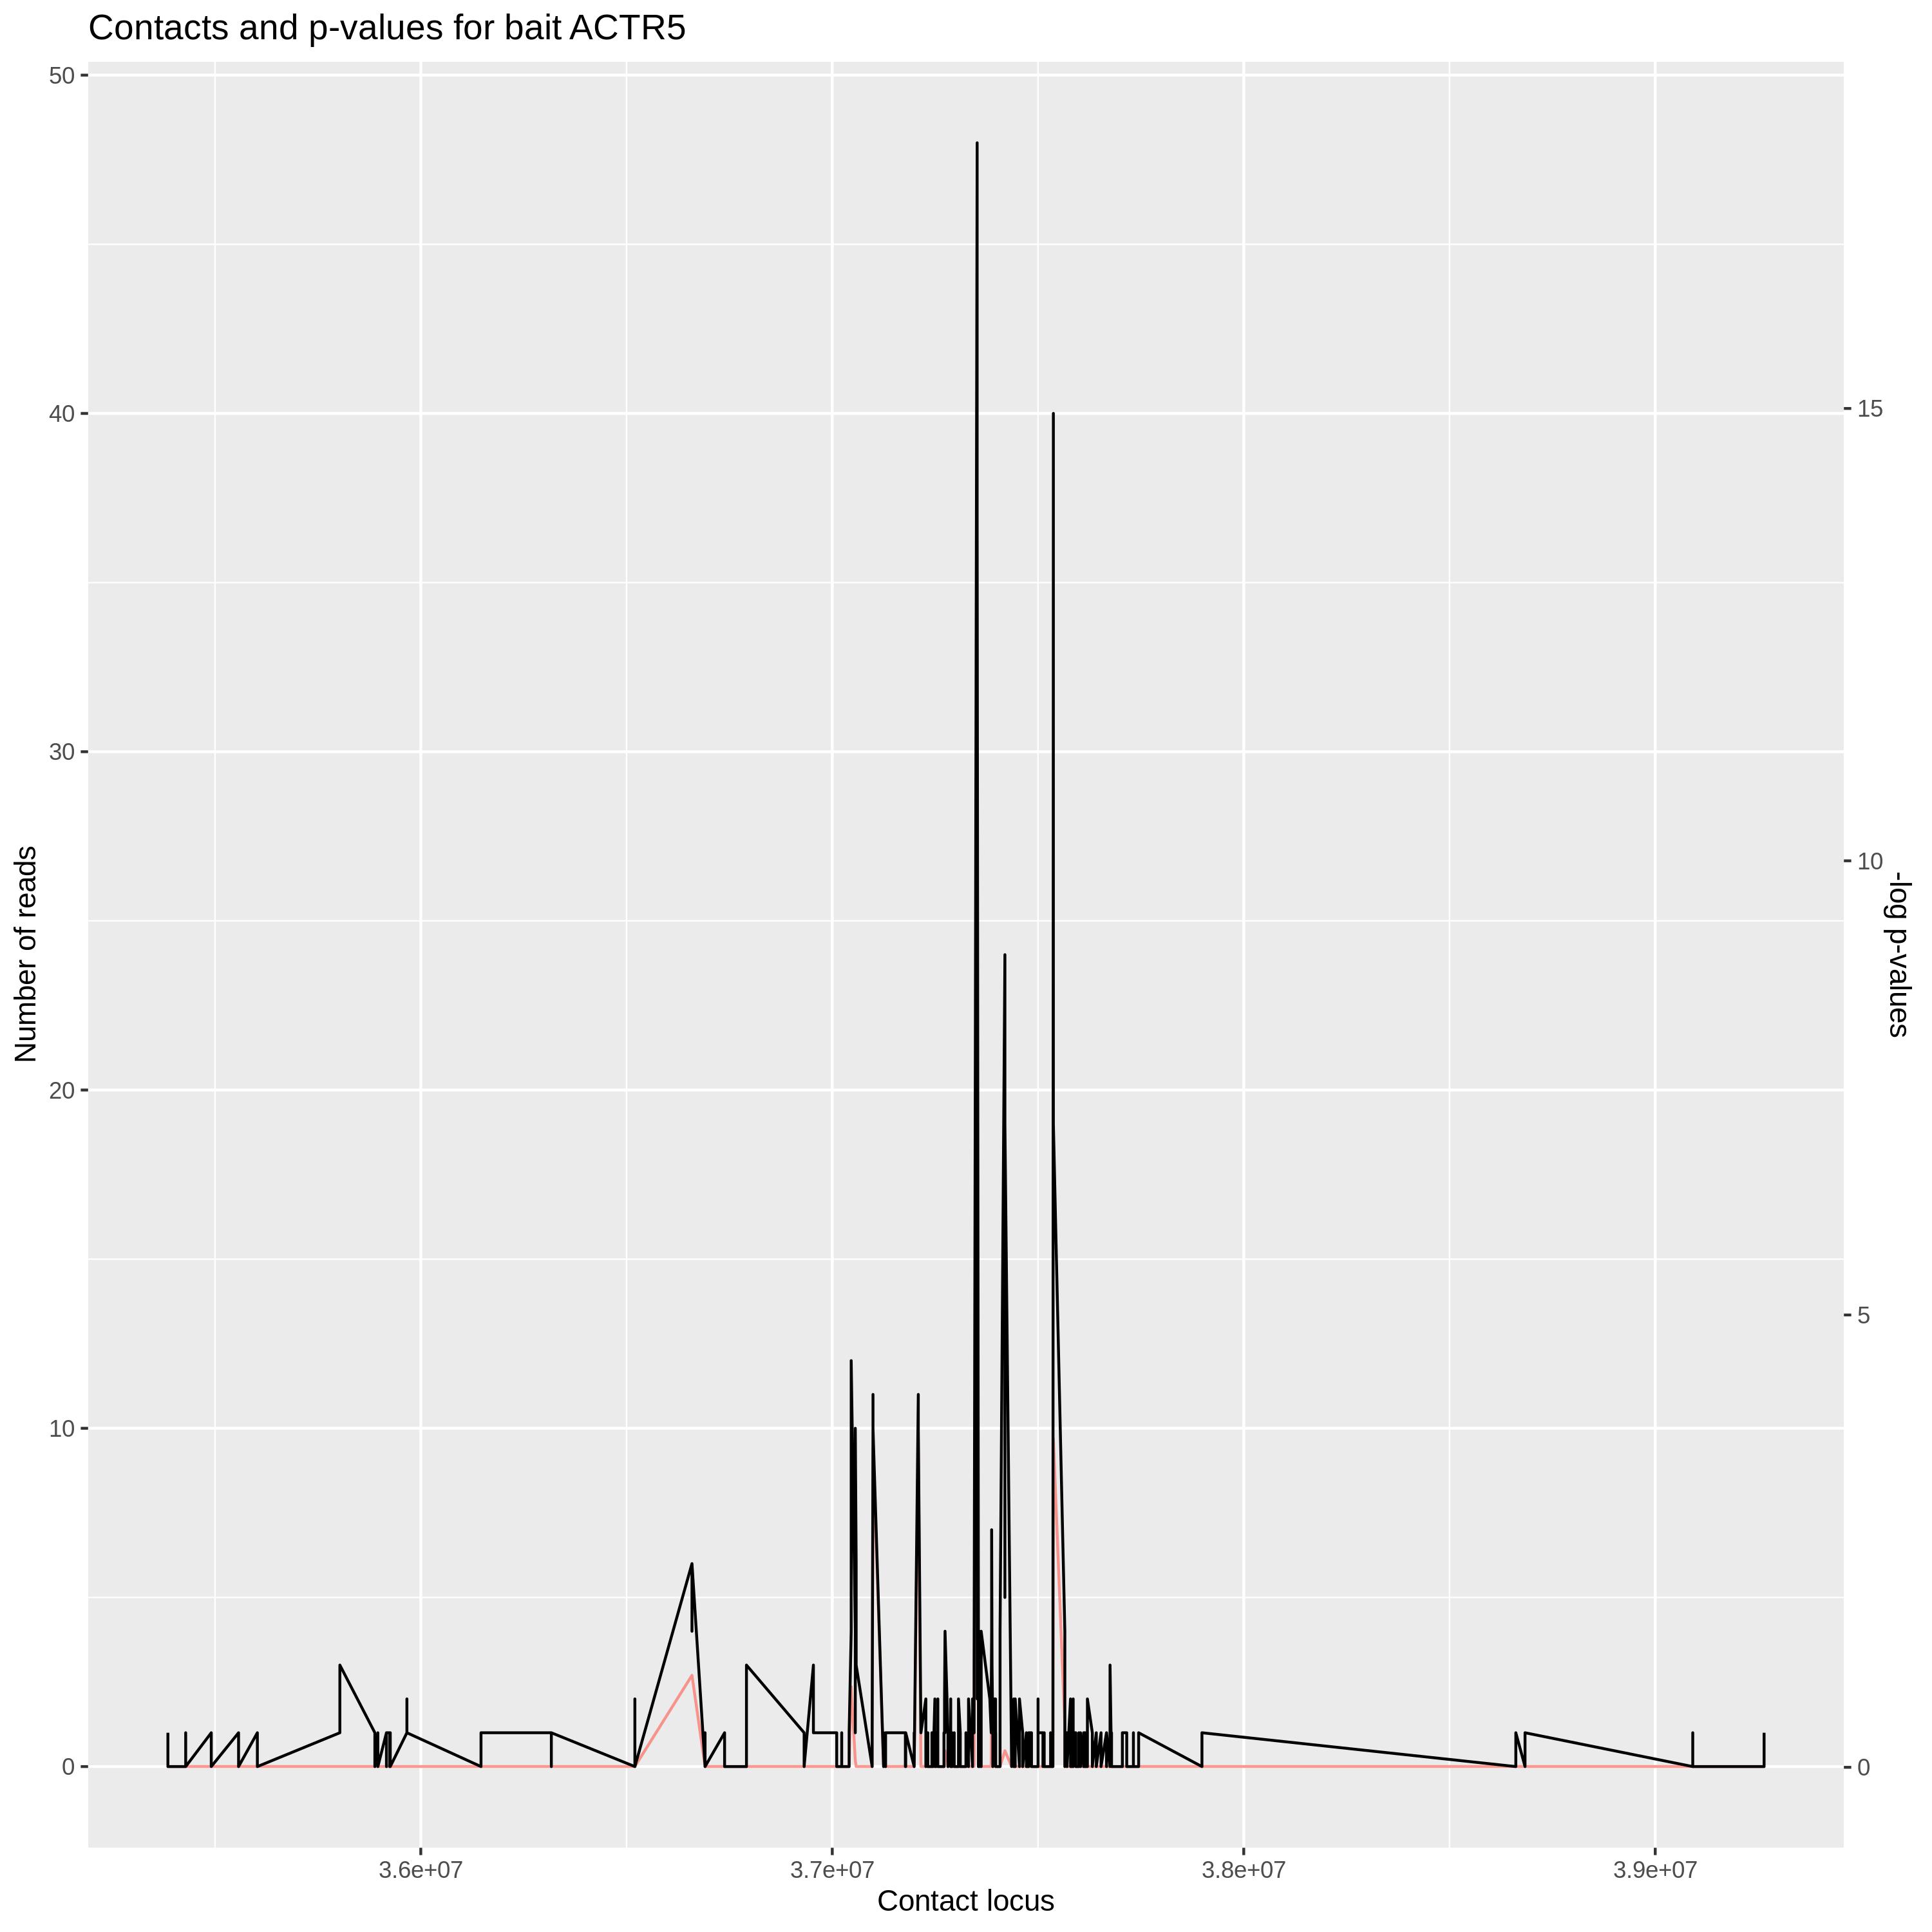 Contacts and p-values for bait ACTR5
50
40
30
20
10
0
Number of reads
15
10
5
0
-log p-values
3.6e+07
3.7e+07
3.8e+07
3.9e+07
Contact locus